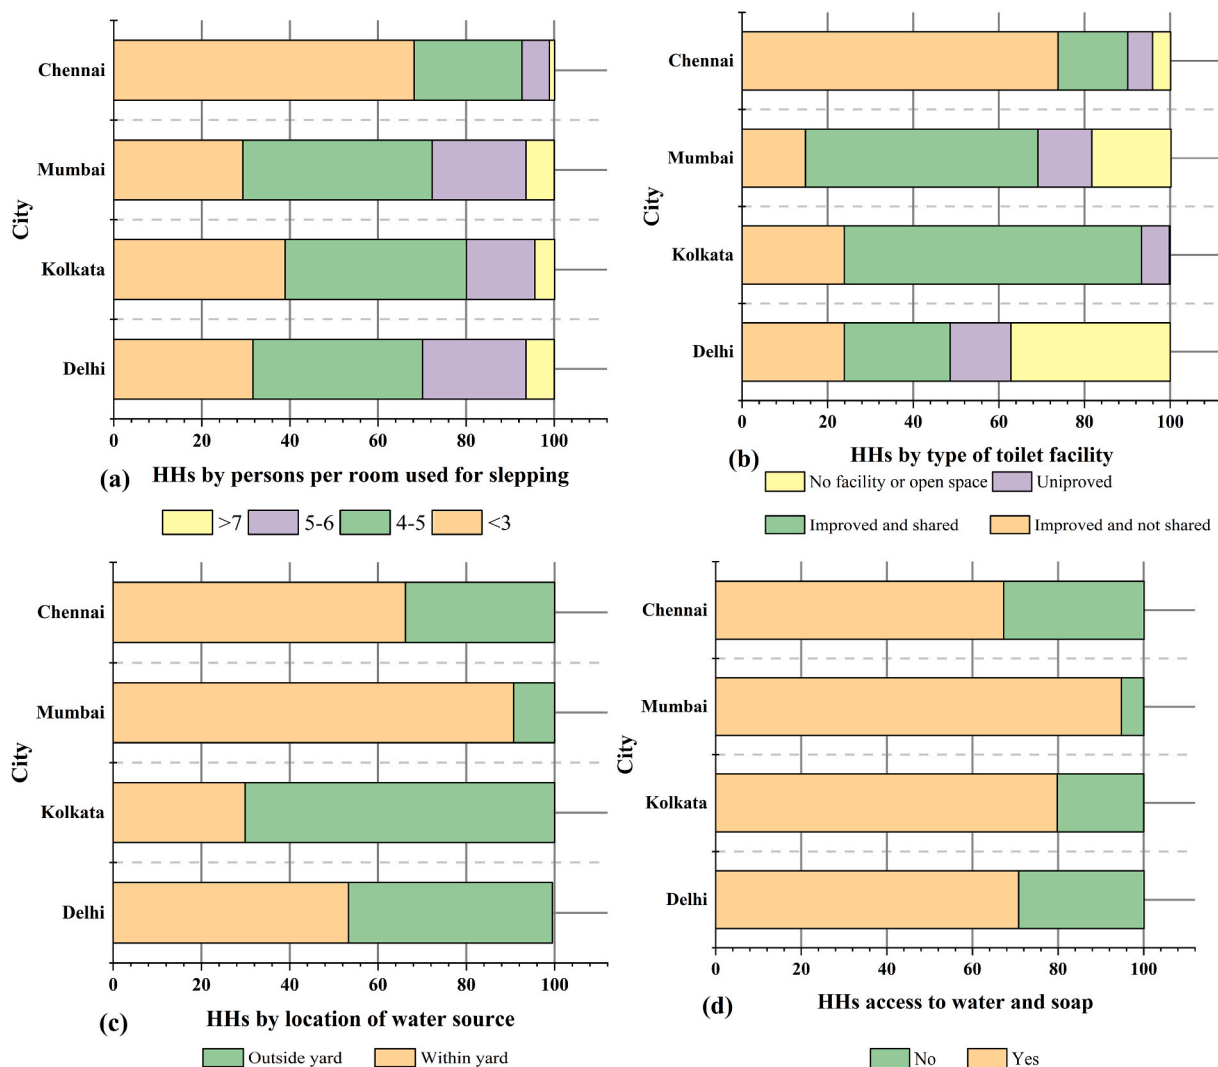 Chennai
Mumbai
Kolkata
Delhi
City
0 20 40 60 80 100
(a) HHs by persons per room used for slepping
>7 5-6 4-5 <3
Chennai
Mumbai
Kolkata
Delhi
City
0 20 40 60 80 100
(b) HHs by type of toilet facility
No facility or open space Uniproved
Improved and shared Improved and not shared
Chennai
Mumbai
Kolkata
Delhi
City
0 20 40 60 80 100
(c) HHs by location of water source
Outside yard Within yard
Chennai
Mumbai
Kolkata
Delhi
City
0 20 40 60 80 100
(d) HHs access to water and soap
No Yes